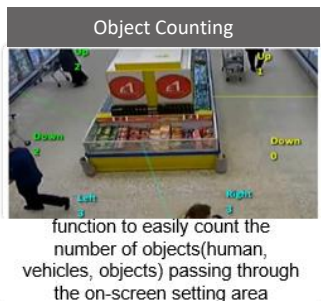 Object Counting
Up
2
Up
1
Down
2
Down
0
Left
3
Right
3
function to easily count the
number of objects(human,
vehicles, objects) passing through
the on-screen setting area